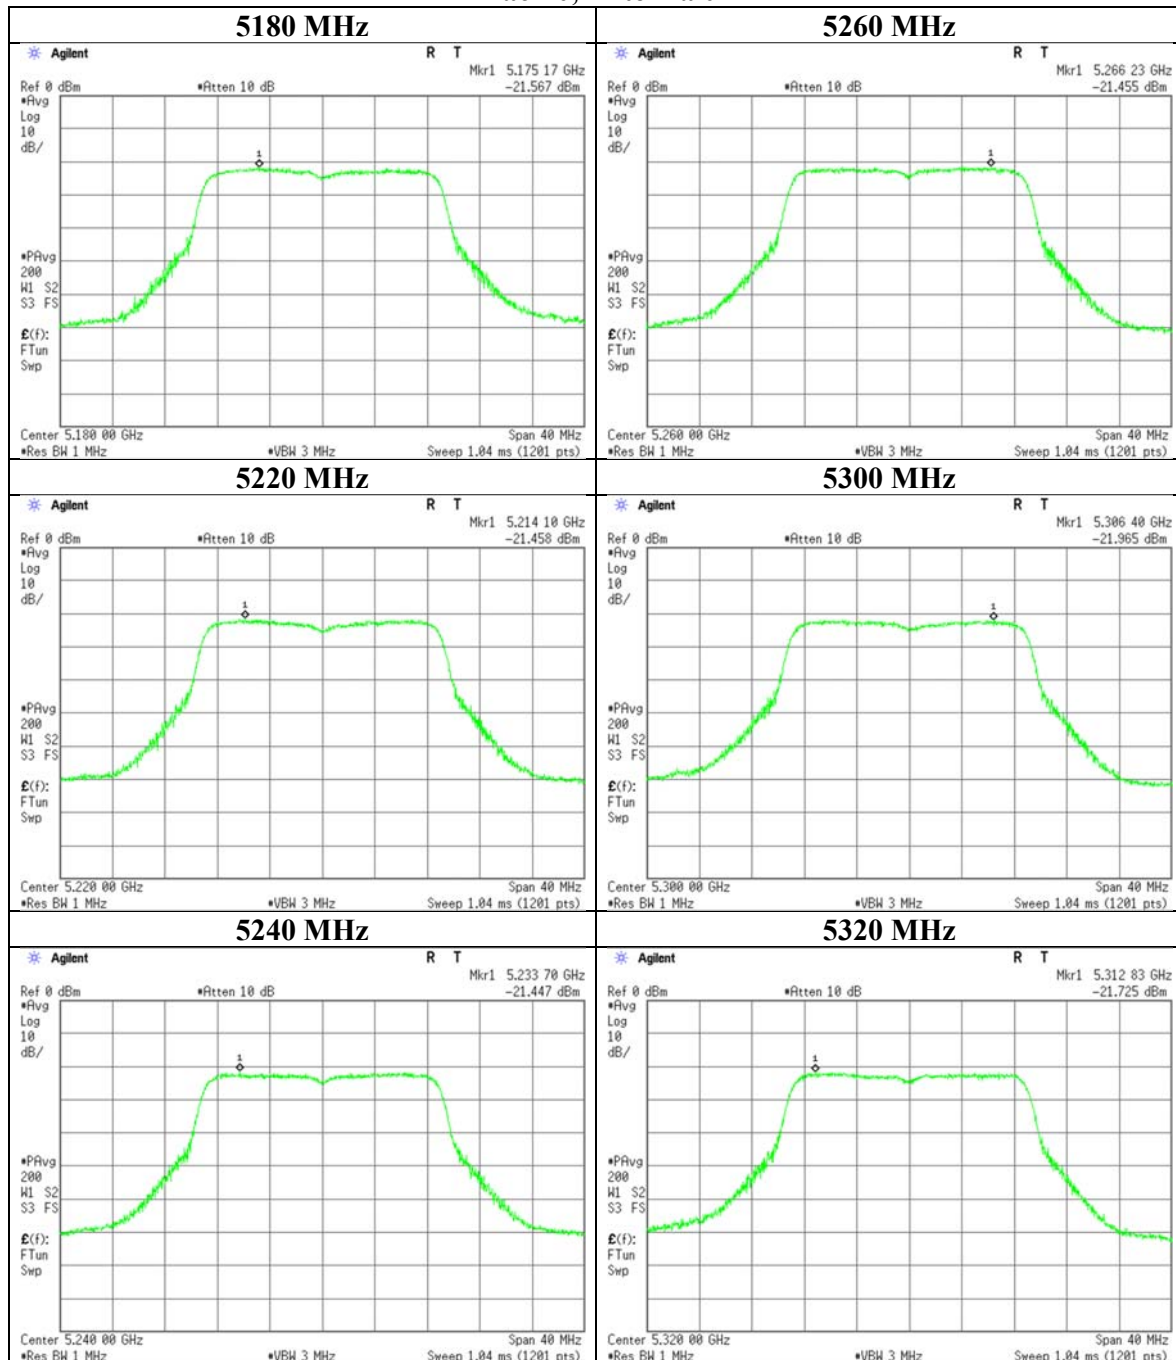 5180 MHz
Agilent
R T
Mkr1 5.175 17 GHz
Ref 0 dBm
*Atten 10 dB
-21.567 dBm
*Avg
Log
10
dB/
1
*PAvg
200
W1 S2
S3 FS
£(f):
FTun
Swp
Center 5.180 00 GHz
Span 40 MHz
*Res BW 1 MHz
*VBW 3 MHz
Sweep 1.04 ms (1201 pts)
5260 MHz
Agilent
R T
Mkr1 5.266 23 GHz
Ref 0 dBm
*Atten 10 dB
-21.455 dBm
*Avg
Log
10
dB/
1
*PAvg
200
W1 S2
S3 FS
£(f):
FTun
Swp
Center 5.260 00 GHz
Span 40 MHz
*Res BW 1 MHz
*VBW 3 MHz
Sweep 1.04 ms (1201 pts)
5220 MHz
Agilent
R T
Mkr1 5.214 10 GHz
Ref 0 dBm
*Atten 10 dB
-21.458 dBm
*Avg
Log
10
dB/
1
*PAvg
200
W1 S2
S3 FS
£(f):
FTun
Swp
Center 5.220 00 GHz
Span 40 MHz
*Res BW 1 MHz
*VBW 3 MHz
Sweep 1.04 ms (1201 pts)
5300 MHz
Agilent
R T
Mkr1 5.306 40 GHz
Ref 0 dBm
*Atten 10 dB
-21.965 dBm
*Avg
Log
10
dB/
1
*PAvg
200
W1 S2
S3 FS
£(f):
FTun
Swp
Center 5.300 00 GHz
Span 40 MHz
*Res BW 1 MHz
*VBW 3 MHz
Sweep 1.04 ms (1201 pts)
5240 MHz
Agilent
R T
Mkr1 5.233 70 GHz
Ref 0 dBm
*Atten 10 dB
-21.447 dBm
*Avg
Log
10
dB/
1
*PAvg
200
W1 S2
S3 FS
£(f):
FTun
Swp
Center 5.240 00 GHz
Span 40 MHz
*Res BW 1 MHz
*VBW 3 MHz
Sweep 1.04 ms (1201 pts)
5320 MHz
Agilent
R T
Mkr1 5.312 83 GHz
Ref 0 dBm
*Atten 10 dB
-21.725 dBm
*Avg
Log
10
dB/
1
*PAvg
200
W1 S2
S3 FS
£(f):
FTun
Swp
Center 5.320 00 GHz
Span 40 MHz
*Res BW 1 MHz
*VBW 3 MHz
Sweep 1.04 ms (1201 pts)